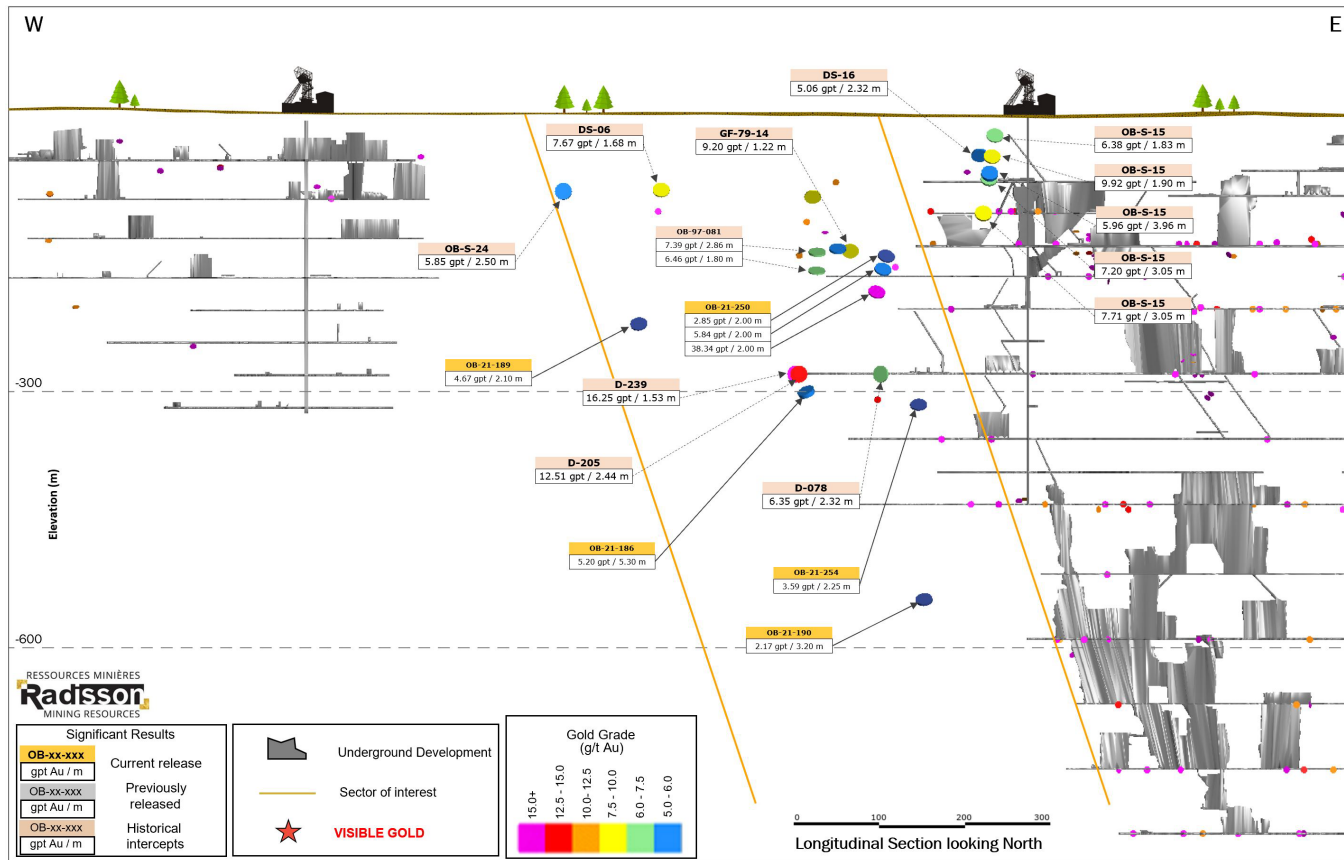 W
E
DS-16
5.06 gpt / 2.32 m
DS-06
7.67 gpt / 1.68 m
GF-79-14
9.20 gpt / 1.22 m
OB-S-15
6.38 gpt / 1.83 m
OB-S-15
9.92 gpt / 1.90 m
OB-S-15
5.96 gpt / 3.96 m
OB-S-15
7.20 gpt / 3.05 m
OB-S-15
7.71 gpt / 3.05 m
OB-S-24
5.85 gpt / 2.50 m
OB-97-081
7.39 gpt / 2.86 m
6.46 gpt / 1.80 m
OB-21-250
2.85 gpt / 2.00 m
5.84 gpt / 2.00 m
38.34 gpt / 2.00 m
OB-21-189
4.67 gpt / 2.10 m
D-239
16.25 gpt / 1.53 m
-300
D-205
12.51 gpt / 2.44 m
D-078
6.35 gpt / 2.32 m
Elevation (m)
OB-21-186
5.20 gpt / 5.30 m
OB-21-254
3.59 gpt / 2.25 m
OB-21-190
2.17 gpt / 3.20 m
-600
RESSOURCES MINIÈRES
Radisson
MINING RESOURCES
Significant Results
OB-xx-xxx
gpt Au / m
Current release
OB-xx-xxx
gpt Au / m
Previously
released
OB-xx-xxx
gpt Au / m
Historical
intercepts
Underground Development
Sector of interest
VISIBLE GOLD
Gold Grade
(g/t Au)
15.0+
12.5 - 15.0
10.0- 12.5
7.5 - 10.0
6.0 - 7.5
5.0 - 6.0
0 100 200 300
Longitudinal Section looking North